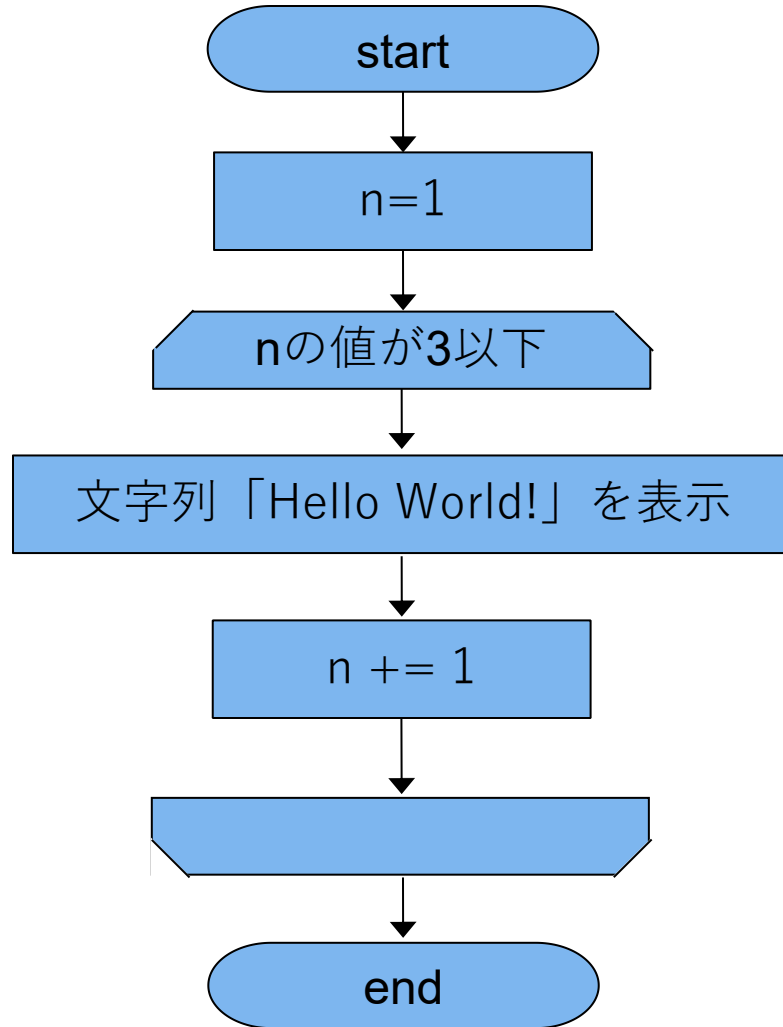 start
n=1
nの値が3以下
文字列「Hello World!」を表示
n += 1
end